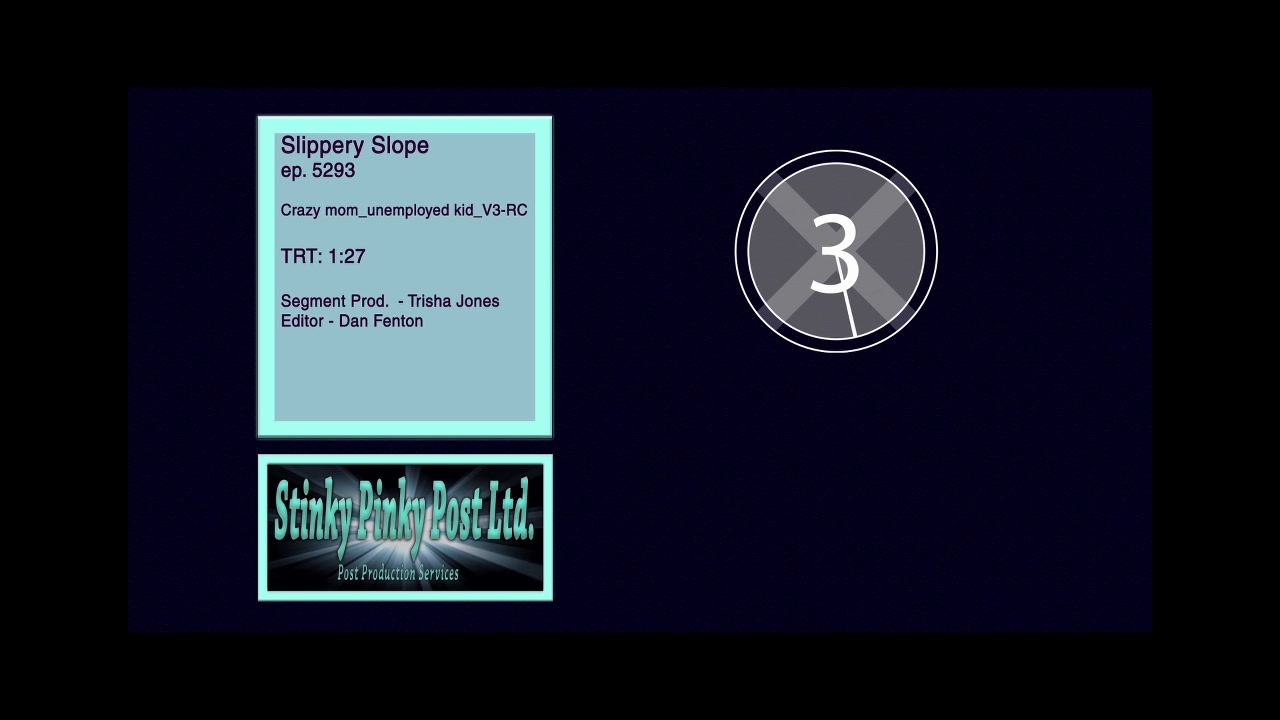 Slippery Slope
ep. 5293
Crazy mom_unemployed kid_V3-RC
TRT: 1:27
Segment Prod.  - Trisha Jones
Editor - Dan Fenton
Stinky Pinky Post Ltd.
Post Production Services
3